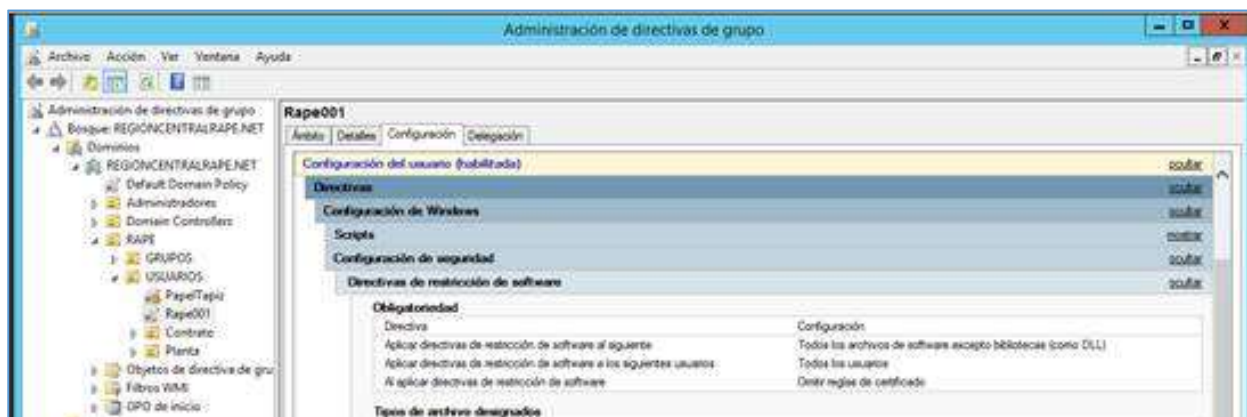 Administración de directivas de grupo
Archivo Acción Ver Ventana Ayuda
Administración de directivas de grupo
Bosque: REGIONCENTRALRAPE.NET
Dominios
REGIONCENTRALRAPE.NET
Default Domain Policy
Administradores
Domain Controllers
RAPE
GRUPOS
USUARIOS
PapelTapiz
Rape001
Contrato
Planta
Objetos de directiva de gru
Filtros WMI
GPO de inicio
Rape001
Ámbito Detalles Configuración Delegación
Configuración del usuario (habilitada) ocultar
Directivas ocultar
Configuración de Windows ocultar
Scripts mostrar
Configuración de seguridad ocultar
Directivas de restricción de software ocultar
Obligatoriedad
Directiva Configuración
Aplicar directivas de restricción de software al siguiente Todos los archivos de software excepto bibliotecas (como DLL)
Aplicar directivas de restricción de software a los siguientes usuarios Todos los usuarios
Al aplicar directivas de restricción de software Omitir reglas de certificado
Tipos de archivo designados